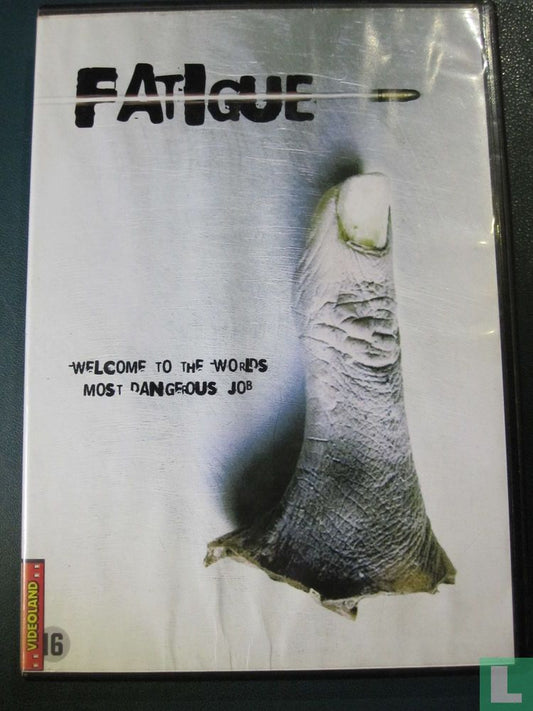 FATIGUE
WELCOME TO THE WORLDS
MOST DANGEROUS JOB
VIDEOLAND
16
L